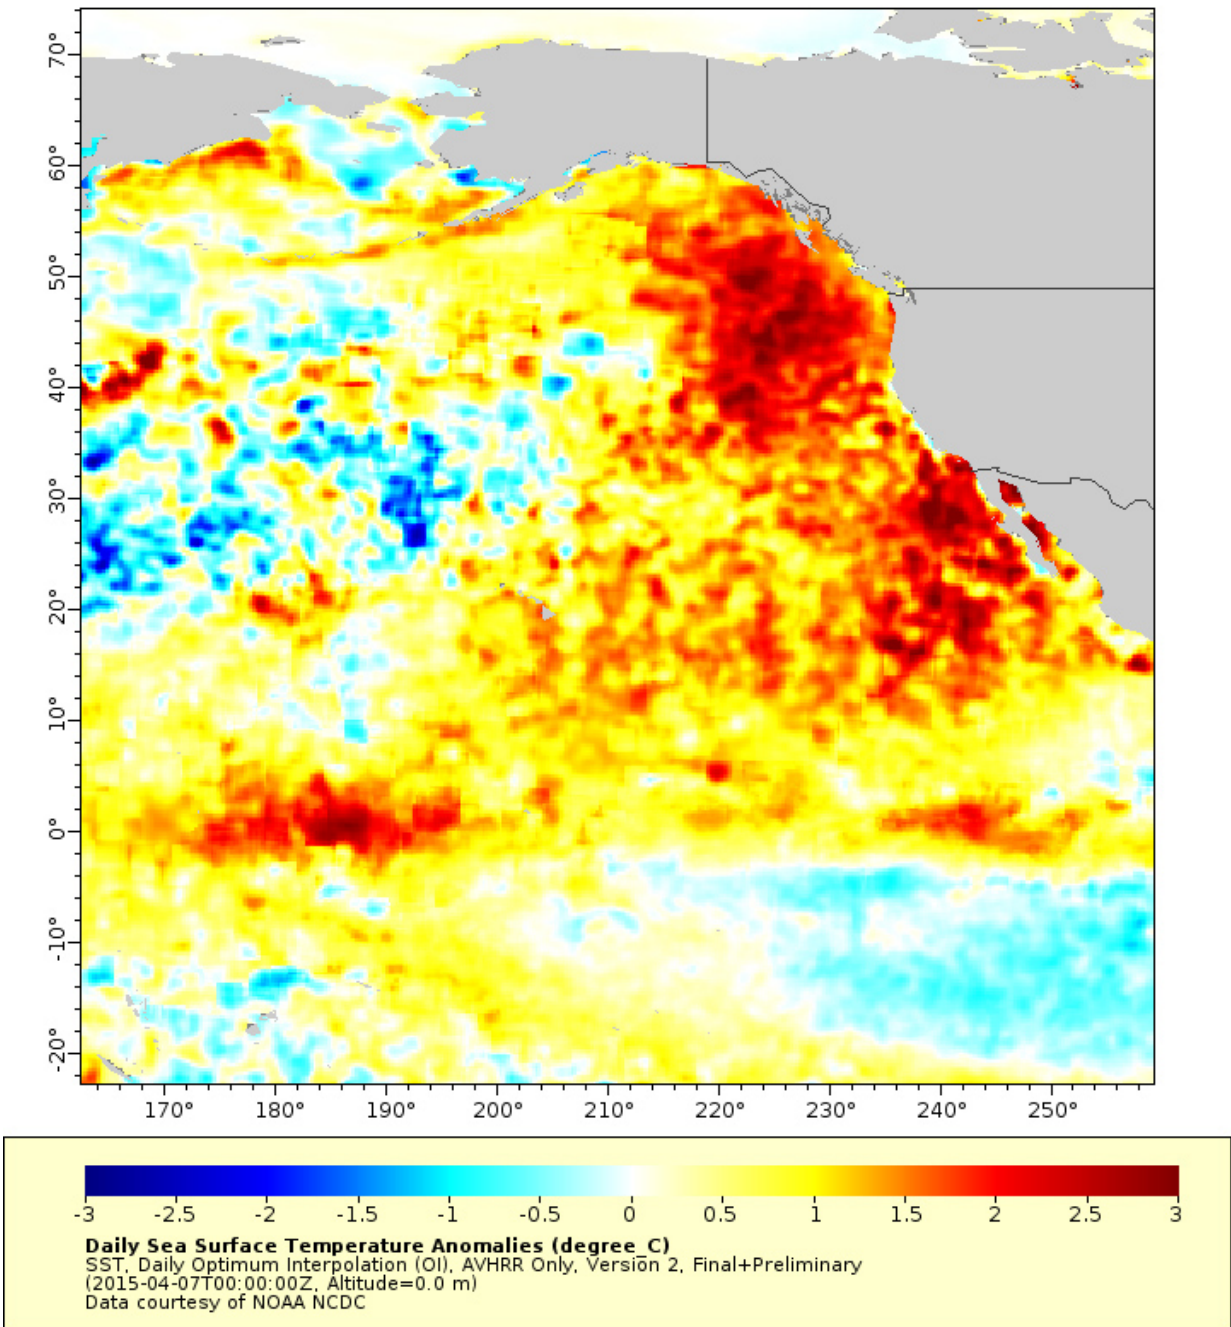 70°
60°
50°
40°
30°
20°
10°
0°
-10°
-20°
170° 180° 190° 200° 210° 220° 230° 240° 250°
-3 -2.5 -2 -1.5 -1 -0.5 0 0.5 1 1.5 2 2.5 3
Daily Sea Surface Temperature Anomalies (degree_C)
SST, Daily Optimum Interpolation (OI), AVHRR Only, Version 2, Final+Preliminary
(2015-04-07T00:00:00Z, Altitude=0.0 m)
Data courtesy of NOAA NCDC